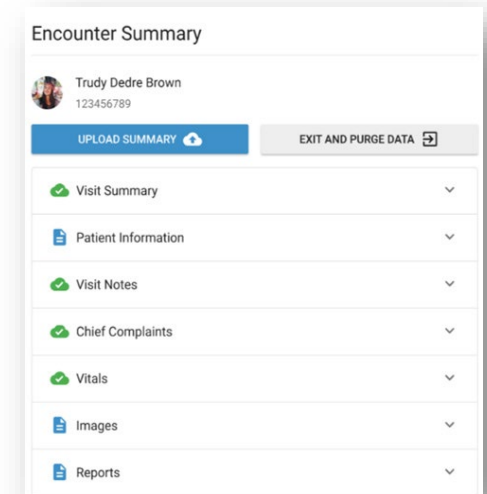 Encounter Summary
Trudy Dedre Brown
123456789
UPLOAD SUMMARY
EXIT AND PURGE DATA
Visit Summary
Patient Information
Visit Notes
Chief Complaints
Vitals
Images
Reports